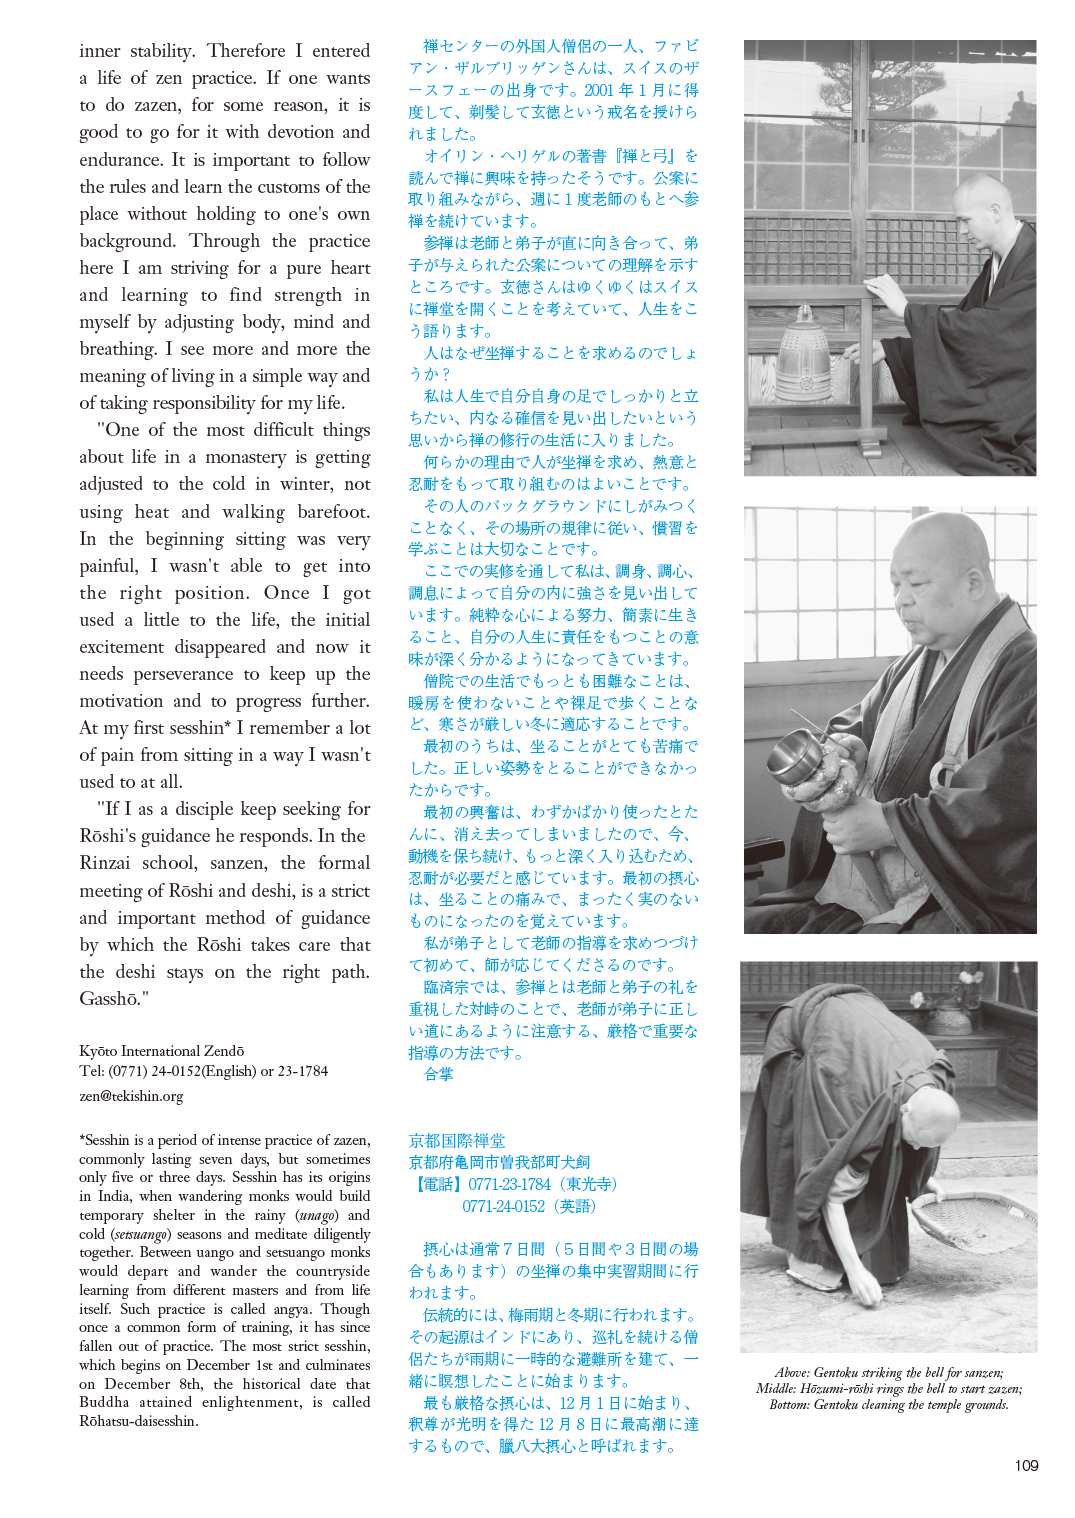 inner stability. Therefore I entered
a life of zen practice. If one wants
to do zazen, for some reason, it is
good to go for it with devotion and
endurance. It is important to follow
the rules and learn the customs of the
place without holding to one's own
background. Through the practice
here I am striving for a pure heart
and learning to find strength in
myself by adjusting body, mind and
breathing. I see more and more the
meaning of living in a simple way and
of taking responsibility for my life.
"One of the most difficult things
about life in a monastery is getting
adjusted to the cold in winter, not
using heat and walking barefoot.
In the beginning sitting was very
painful, I wasn't able to get into
the right position. Once I got
used a little to the life, the initial
excitement disappeared and now it
needs perseverance to keep up the
motivation and to progress further.
At my first sesshin* I remember a lot
of pain from sitting in a way I wasn't
used to at all.
"If I as a disciple keep seeking for
Rōshi's guidance he responds. In the
Rinzai school, sanzen, the formal
meeting of Rōshi and deshi, is a strict
and important method of guidance
by which the Rōshi takes care that
the deshi stays on the right path.
Gasshō."
Kyōto International Zendō
Tel: (0771) 24-0152(English) or 23-1784
zen@tekishin.org
*Sesshin is a period of intense practice of zazen,
commonly lasting seven days, but sometimes
only five or three days. Sesshin has its origins
in India, when wandering monks would build
temporary shelter in the rainy (unago) and
cold (setsuango) seasons and meditate diligently
together. Between uango and setsuango monks
would depart and wander the countryside
learning from different masters and from life
itself. Such practice is called angya. Though
once a common form of training, it has since
fallen out of practice. The most strict sesshin,
which begins on December 1st and culminates
on December 8th, the historical date that
Buddha attained enlightenment, is called
Rōhatsu-daisesshin.
禅センターの外国人僧侶の一人、ファビ
アン・ザルブリッゲンさんは、スイスのザ
ースフェーの出身です。2001 年 1 月に得
度して、剃髪して玄徳という戒名を授けら
れました。
オイリン・ヘリゲルの著書『禅と弓』を
読んで禅に興味を持ったそうです。公案に
取り組みながら、週に１度老師のもとへ参
禅を続けています。
参禅は老師と弟子が直に向き合って、弟
子が与えられた公案についての理解を示す
ところです。玄徳さんはゆくゆくはスイス
に禅堂を開くことを考えていて、人生をこ
う語ります。
人はなぜ坐禅することを求めるのでしょ
うか？
私は人生で自分自身の足でしっかりと立
ちたい、内なる確信を見い出したいという
思いから禅の修行の生活に入りました。
何らかの理由で人が坐禅を求め、熱意と
忍耐をもって取り組むのはよいことです。
その人のバックグラウンドにしがみつく
ことなく、その場所の規律に従い、慣習を
学ぶことは大切なことです。
ここでの実修を通して私は、調身、調心、
調息によって自分の内に強さを見い出して
います。純粋な心による努力、簡素に生き
ること、自分の人生に責任をもつことの意
味が深く分かるようになってきています。
僧院での生活でもっとも困難なことは、
暖房を使わないことや裸足で歩くことな
ど、寒さが厳しい冬に適応することです。
最初のうちは、坐ることがとても苦痛で
した。正しい姿勢をとることができなかっ
たからです。
最初の興奮は、わずかばかり使ったとた
んに、消え去ってしまいましたので、今、
動機を保ち続け、もっと深く入り込むため、
忍耐が必要だと感じています。最初の摂心
は、坐ることの痛みで、まったく実のない
ものになったのを覚えています。
私が弟子として老師の指導を求めつづけ
て初めて、師が応じてくださるのです。
臨済宗では、参禅とは老師と弟子の礼を
重視した対峙のことで、老師が弟子に正し
い道にあるように注意する、厳格で重要な
指導の方法です。
合掌
京都国際禅堂
京都府亀岡市曽我部町犬飼
【電話】0771-23-1784（東光寺）
0771-24-0152（英語）
摂心は通常７日間（５日間や３日間の場
合もあります）の坐禅の集中実習期間に行
われます。
伝統的には、梅雨期と冬期に行われます。
その起源はインドにあり、巡礼を続ける僧
侶たちが雨期に一時的な避難所を建て、一
緒に瞑想したことに始まります。
最も厳格な摂心は、12 月 1 日に始まり、
釈尊が光明を得た 12 月 8 日に最高潮に達
するもので、臘八大摂心と呼ばれます。
Above: Gentoku striking the bell for sanzen;
Middle: Hōzumi-rōshi rings the bell to start zazen;
Bottom: Gentoku cleaning the temple grounds.
109